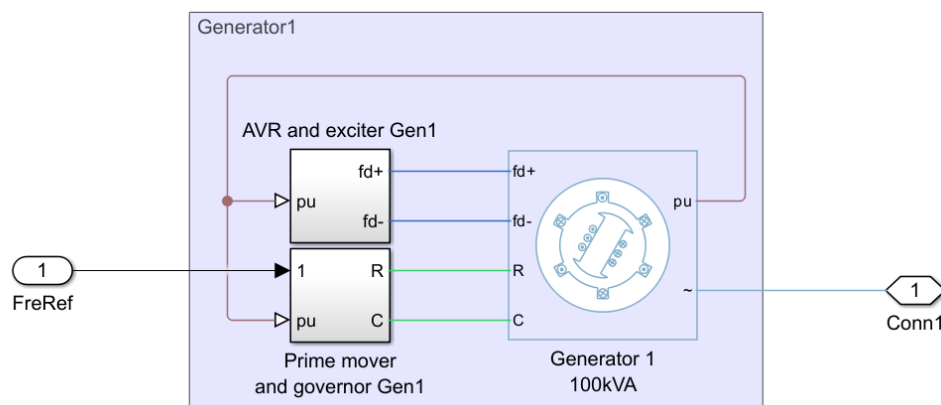 Generator1
AVR and exciter Gen1
fd+
pu
fd-
fd+
fd-
pu
1
FreRef
1
R
pu
C
R
C
~
1
Conn1
Prime mover
and governor Gen1
Generator 1
100kVA